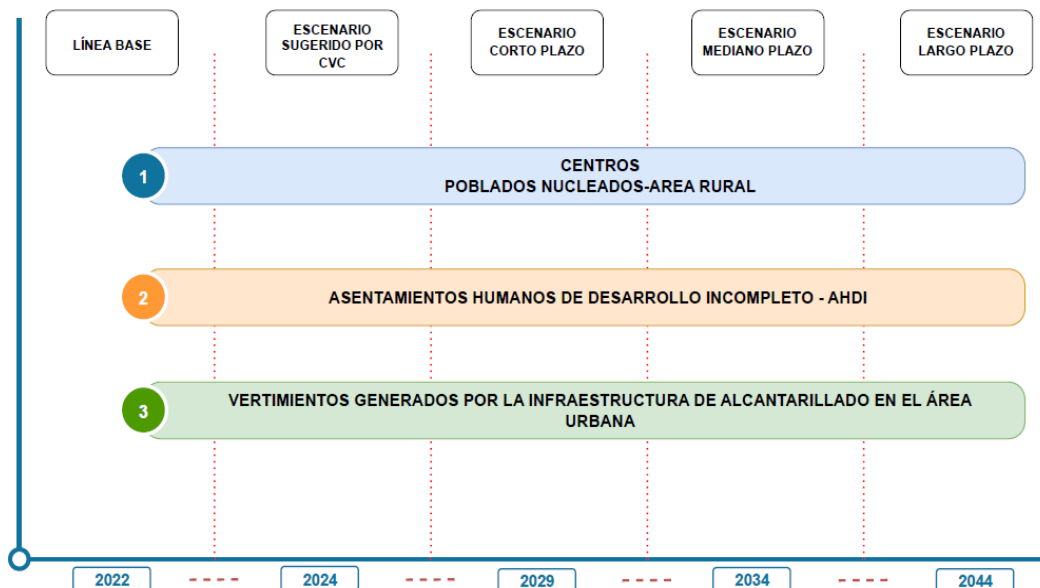 LÍNEA BASE
ESCENARIO
SUGERIDO POR
CVC
ESCENARIO
CORTO PLAZO
ESCENARIO
MEDIANO PLAZO
ESCENARIO
LARGO PLAZO
1
CENTROS
POBLADOS NUCLEADOS-AREA RURAL
2
ASENTAMIENTOS HUMANOS DE DESARROLLO INCOMPLETO - AHDI
3
VERTIMIENTOS GENERADOS POR LA INFRAESTRUCTURA DE ALCANTARILLADO EN EL ÁREA
URBANA
2022
2024
2029
2034
2044